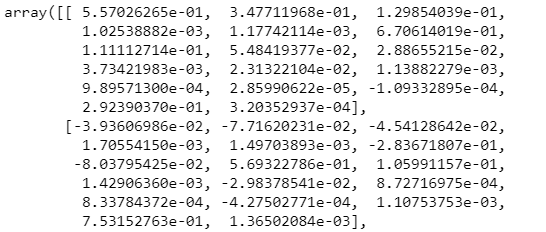 array([[ 5.57026265e-01, 3.47711968e-01, 1.29854039e-01,
1.02538882e-03, 1.17742114e-03, 6.70614019e-01,
1.11112714e-01, 5.48419377e-02, 2.88655215e-02,
3.73421983e-03, 2.31322104e-02, 1.13882279e-03,
9.89571300e-04, 2.85990622e-05, -1.09332895e-04,
2.92390370e-01, 3.20352937e-04],
[-3.93606986e-02, -7.71620231e-02, -4.54128642e-02,
1.70554150e-03, 1.49703893e-03, -2.83671807e-01,
-8.03795425e-02, 5.69322786e-01, 1.05991157e-01,
1.42906360e-03, -2.98378541e-02, 8.72716975e-04,
8.33784372e-04, -4.27502771e-04, 1.10753753e-03,
7.53152763e-01, 1.36502084e-03],